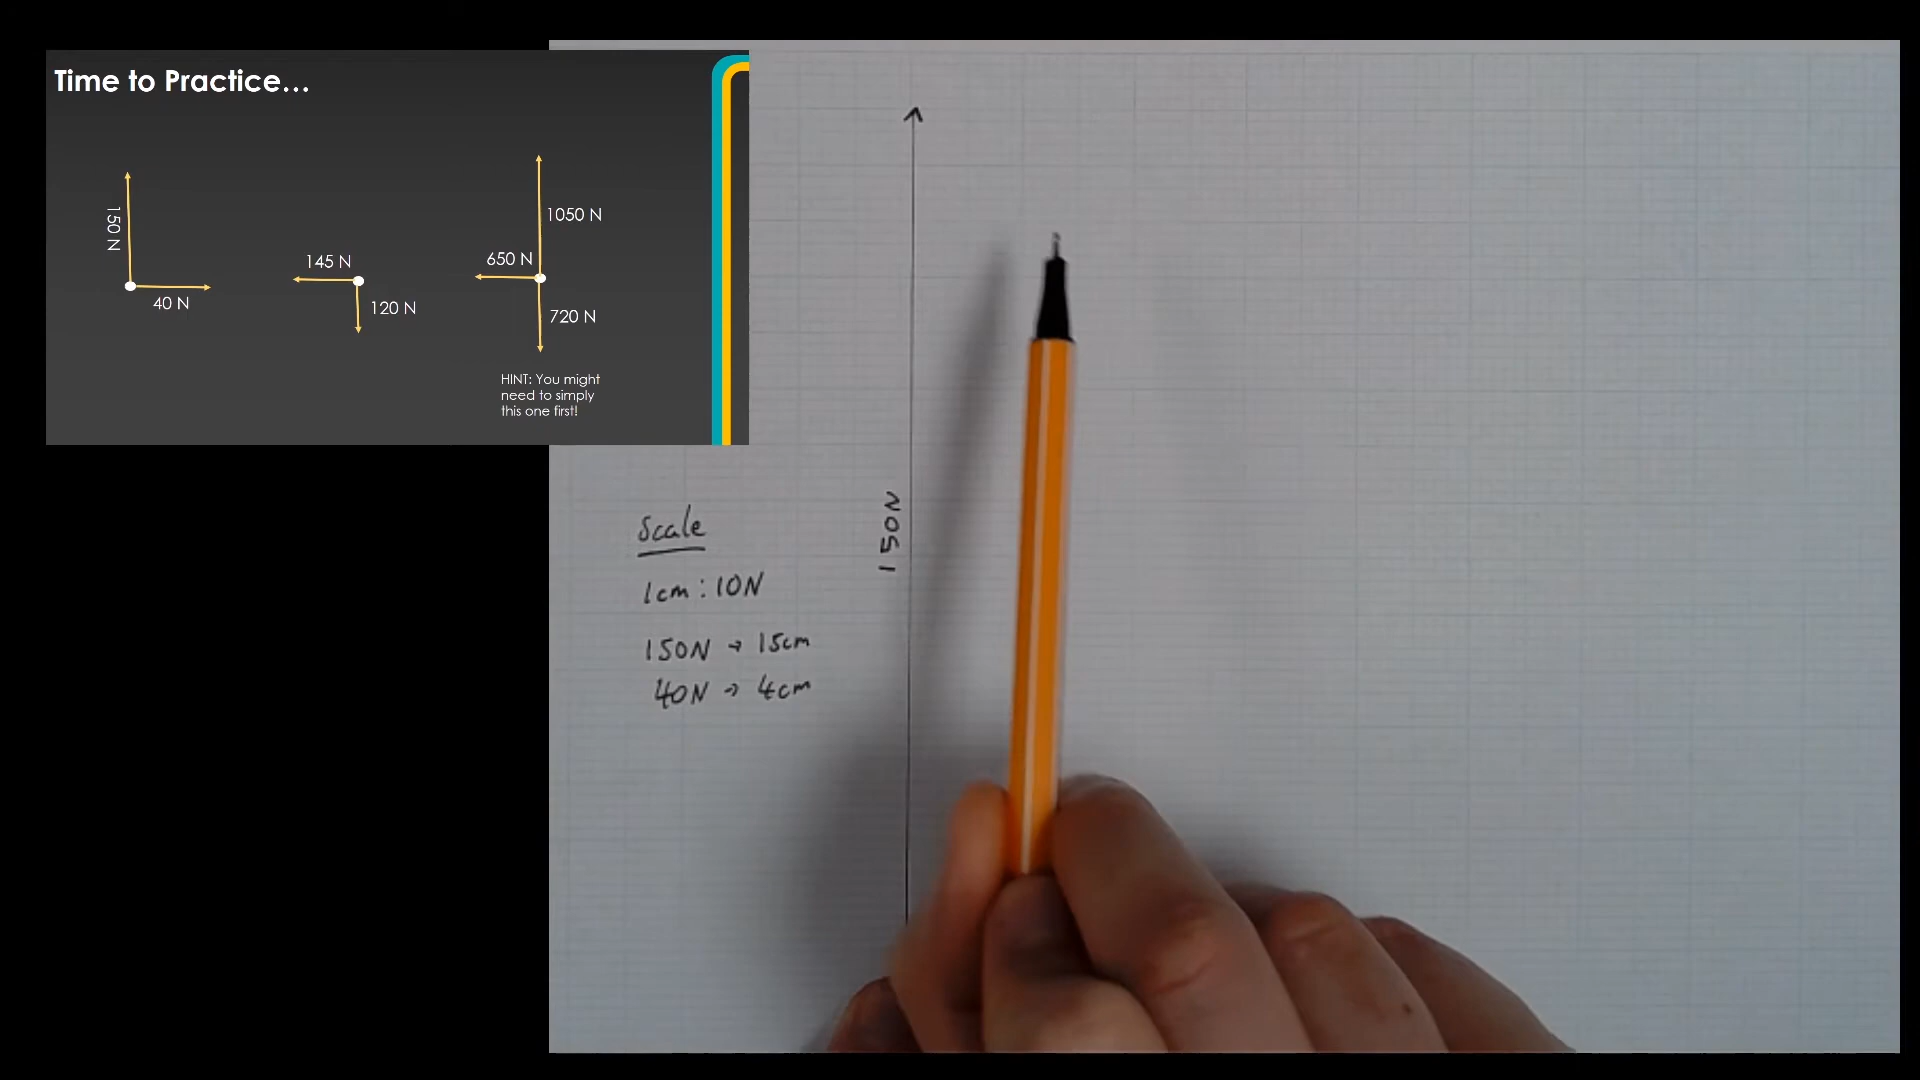 Time to Practice...
150 N
40 N
145 N
120 N
1050 N
650 N
720 N
HINT: You might
need to simply
this one first!
Scale
1cm : 10N
150N → 15cm
40N → 4cm
150N